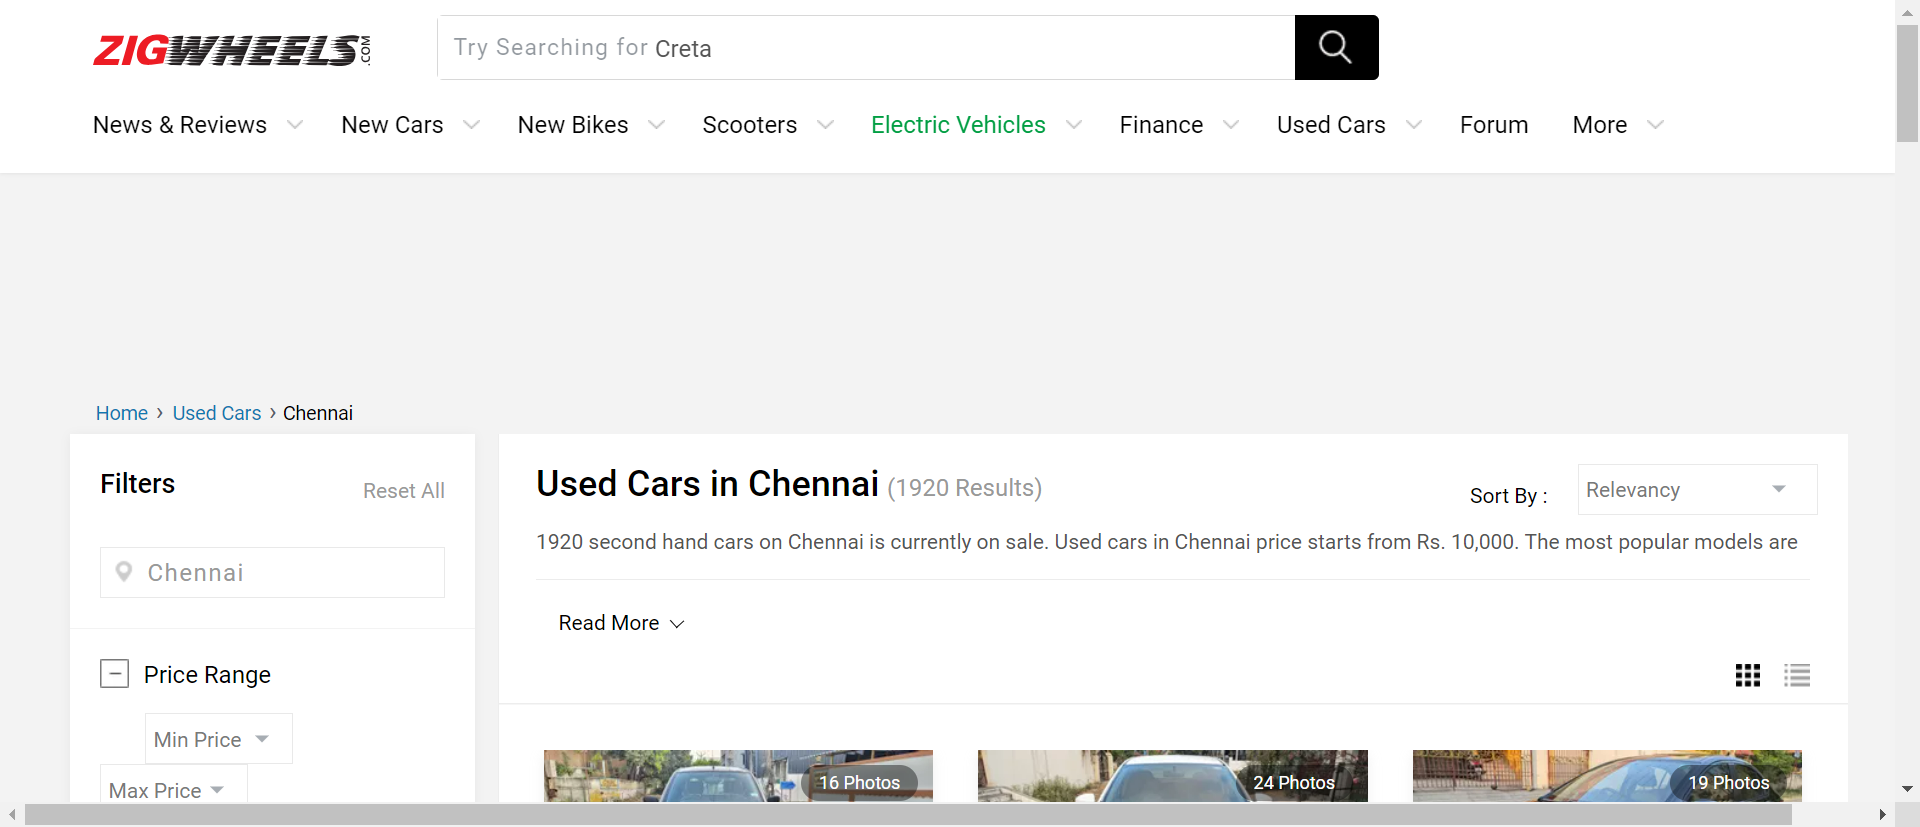 ZIGWHEELS.COM
Try Searching for Creta
News & Reviews New Cars New Bikes Scooters Electric Vehicles Finance Used Cars Forum More
Home › Used Cars › Chennai
Filters
Reset All
Chennai
Price Range
Min Price
Max Price
Used Cars in Chennai (1920 Results)
Sort By :
Relevancy
1920 second hand cars on Chennai is currently on sale. Used cars in Chennai price starts from Rs. 10,000. The most popular models are
Read More
16 Photos
24 Photos
19 Photos